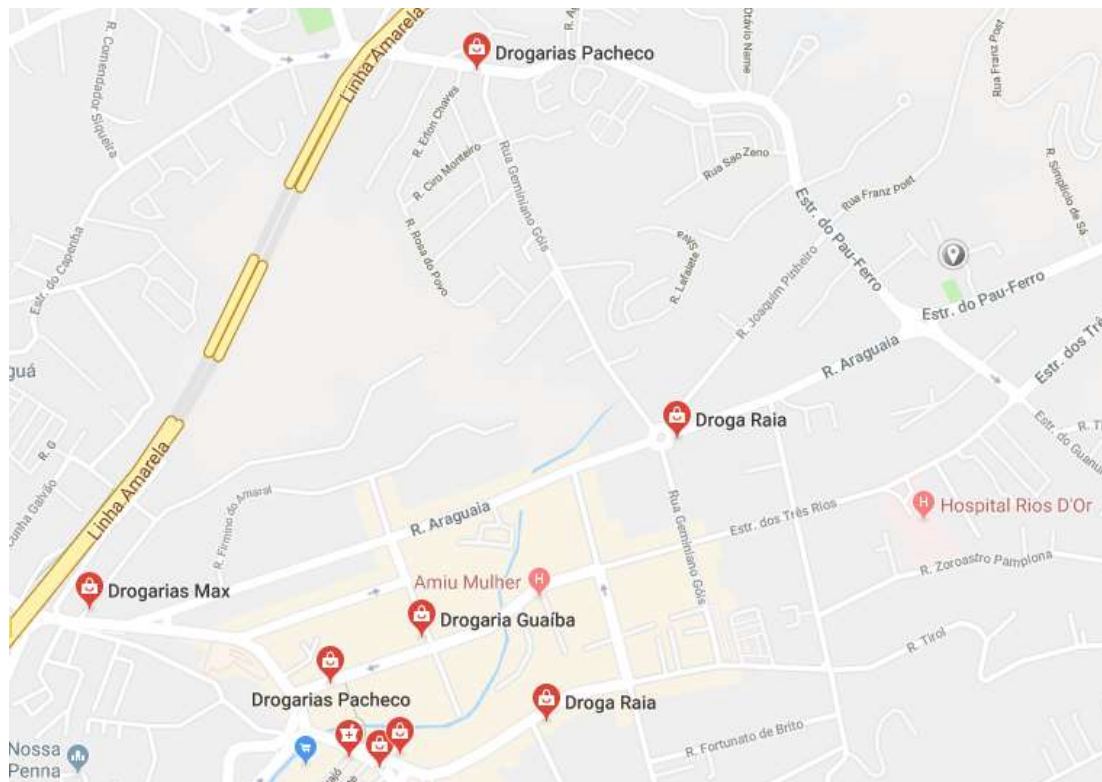 Linha Amarela
Drogarias Pacheco
R. Comendador Siqueira
Otávio Name
Rua Franz Post
R. Erlon Chaves
R. Ciro Monteiro
Rua Geminiano Góis
Rua Sao Zeno
Rua Franz Post
R. Simplício de Sá
Estr. do Pau-Ferro
R. Rosa do Povo
R. Lafaiete Silva
R. Joaquim Pinheiro
Estr. do Capenha
Estr. do Pau-Ferro
Estr. dos Três
R. Araguaia
guá
Droga Raia
R. G
Linha Amarela
Cunha Galvão
R. Firmino do Amaral
R. Araguaia
Rua Geminiano Góis
Estr. dos Três Rios
Hospital Rios D'Or
R. Zoroastro Pamplona
Drogarias Max
Amiu Mulher
Drogaria Guaíba
R. Tirol
Drogarias Pacheco
Droga Raia
R. Fortunato de Brito
Nossa
Penna